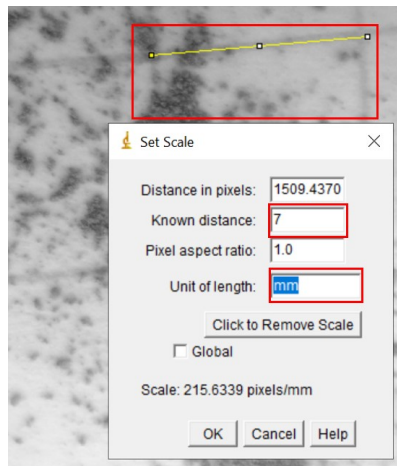 Set Scale
Distance in pixels: 1509.4370
Known distance: 7
Pixel aspect ratio: 1.0
Unit of length: mm
Click to Remove Scale
Global
Scale: 215.6339 pixels/mm
OK Cancel Help